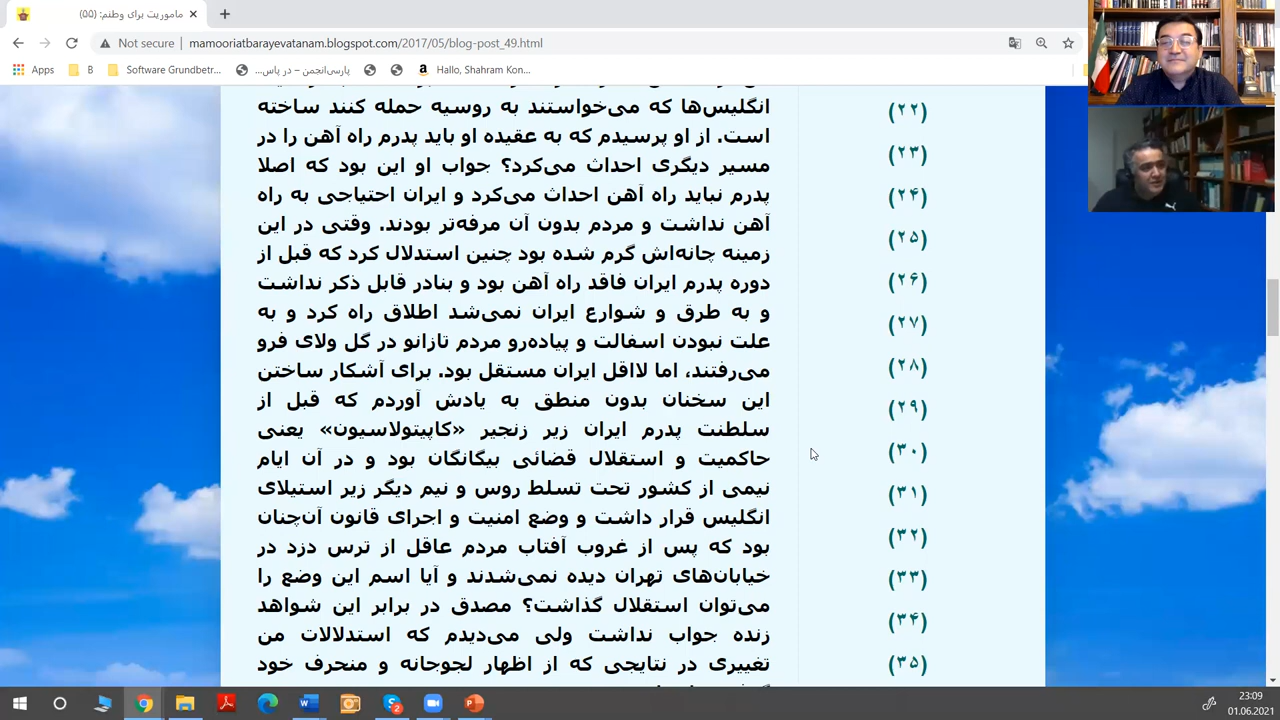 ماموریت برای وطنم: (۵۵)
Not secure
mamooriatbarayevatanam.blogspot.com/2017/05/blog-post_49.html
Apps
B
Software Grundbetr...
پارسی‌انجمن – در پاس...
Hallo, Shahram Kon...
انگلیس‌ها که می‌خواستند به روسیه حمله کنند ساخته
است. از او پرسیدم که به عقیده او باید پدرم راه آهن را در
مسیر دیگری احداث می‌کرد؟ جواب او این بود که اصلا
پدرم نباید راه آهن احداث می‌کرد و ایران احتیاجی به راه
آهن نداشت و مردم بدون آن مرفه‌تر بودند. وقتی در این
زمینه چانه‌اش گرم شده بود چنین استدلال کرد که قبل از
دوره پدرم ایران فاقد راه آهن بود و بنادر قابل ذکر نداشت
و به طرق و شوارع ایران نمی‌شد اطلاق راه کرد و به
علت نبودن اسفالت و پیاده‌رو مردم تازانو در گل ولای فرو
می‌رفتند، اما لااقل ایران مستقل بود. برای آشکار ساختن
این سخنان بدون منطق به یادش آوردم که قبل از
سلطنت پدرم ایران زیر زنجیر «کاپیتولاسیون» یعنی
حاکمیت و استقلال قضائی بیگانگان بود و در آن ایام
نیمی از کشور تحت تسلط روس و نیم دیگر زیر استیلای
انگلیس قرار داشت و وضع امنیت و اجرای قانون آن‌چنان
بود که پس از غروب آفتاب مردم عاقل از ترس دزد در
خیابان‌های تهران دیده نمی‌شدند و آیا اسم این وضع را
می‌توان استقلال گذاشت؟ مصدق در برابر این شواهد
زنده جواب نداشت ولی می‌دیدم که استدلالات من
تغییری در نتایجی که از اظهار لجوجانه و منحرف خود
(۲۲)
(۲۳)
(۲۴)
(۲۵)
(۲۶)
(۲۷)
(۲۸)
(۲۹)
(۳۰)
(۳۱)
(۳۲)
(۳۳)
(۳۴)
(۳۵)
23:09
01.06.2021